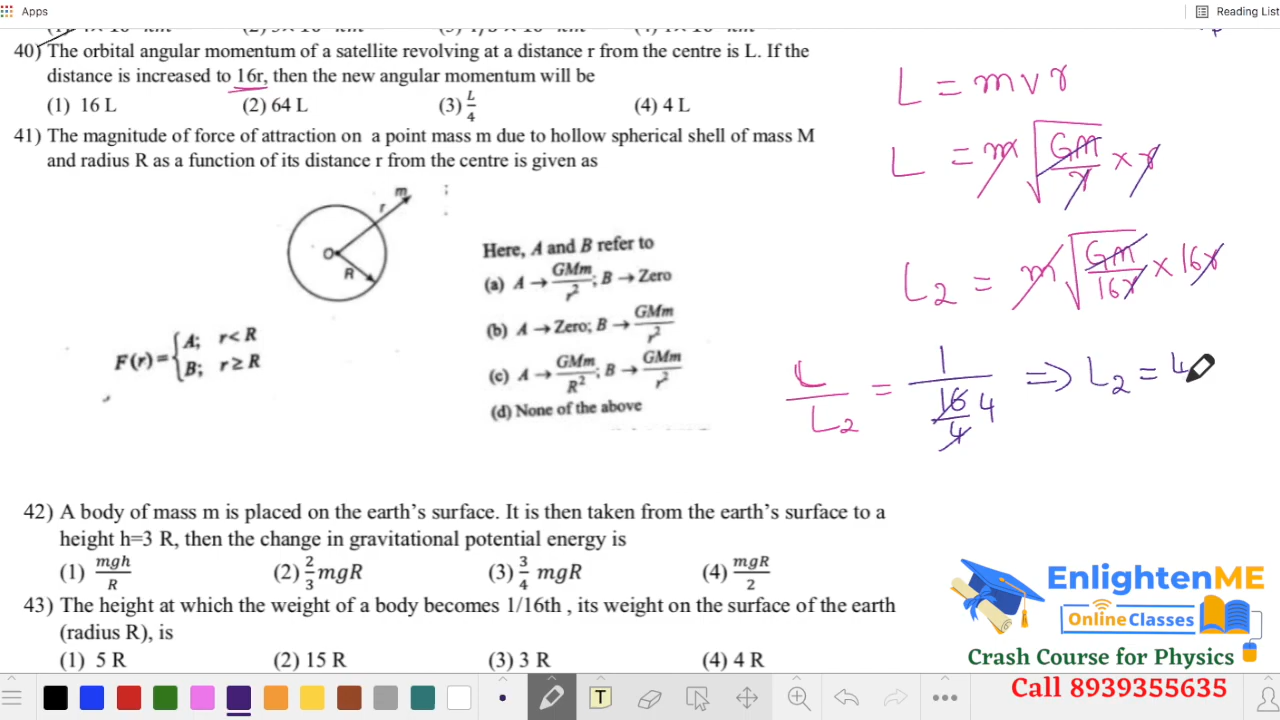 Apps
Reading List
40) The orbital angular momentum of a satellite revolving at a distance r from the centre is L. If the
distance is increased to 16r, then the new angular momentum will be
(1) 16 L (2) 64 L (3) L/4 (4) 4 L
41) The magnitude of force of attraction on a point mass m due to hollow spherical shell of mass M
and radius R as a function of its distance r from the centre is given as
m
r
O
R
F(r) = { A; r < R
B; r ≥ R
Here, A and B refer to
(a) A → GMm/r²; B → Zero
(b) A → Zero; B → GMm/r²
(c) A → GMm/R²; B → GMm/r²
(d) None of the above
L = m v r
L = m √(GM/r) × r
L2 = m √(GM/16r) × 16r
L/L2 = 1/(16/4) 4 ⇒ L2 = 4
42) A body of mass m is placed on the earth's surface. It is then taken from the earth's surface to a
height h=3 R, then the change in gravitational potential energy is
(1) mgh/R (2) 2/3 mgR (3) 3/4 mgR (4) mgR/2
43) The height at which the weight of a body becomes 1/16th , its weight on the surface of the earth
(radius R), is
(1) 5 R (2) 15 R (3) 3 R (4) 4 R
EnlightenME
Online Classes
Crash Course for Physics
Call 8939355635
T